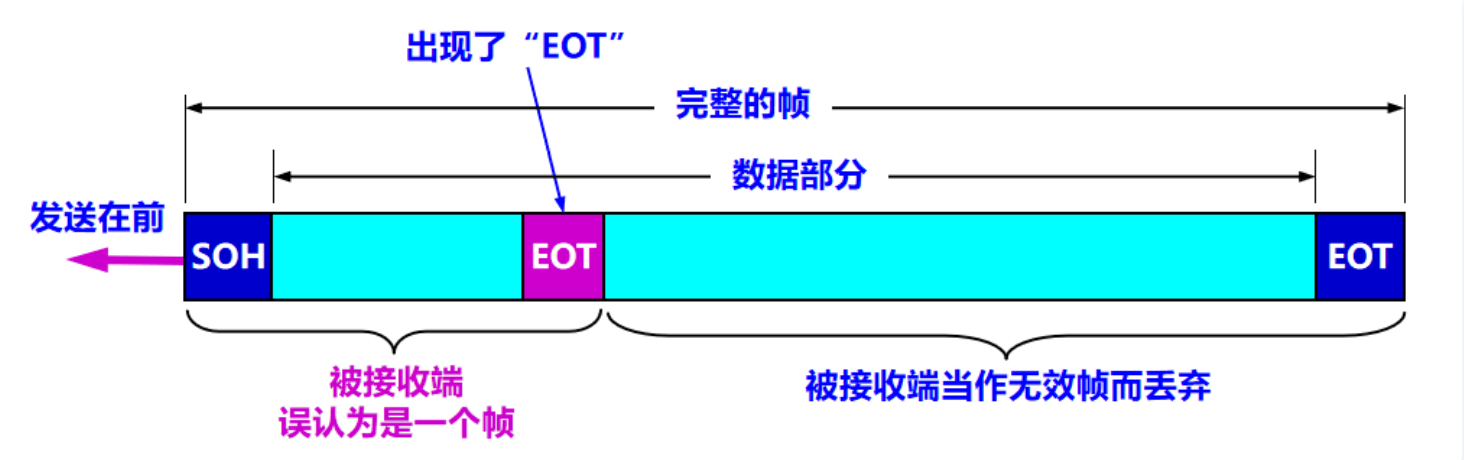 出现了“EOT”
完整的帧
数据部分
发送在前
SOH
EOT
EOT
被接收端
误认为是一个帧
被接收端当作无效帧而丢弃